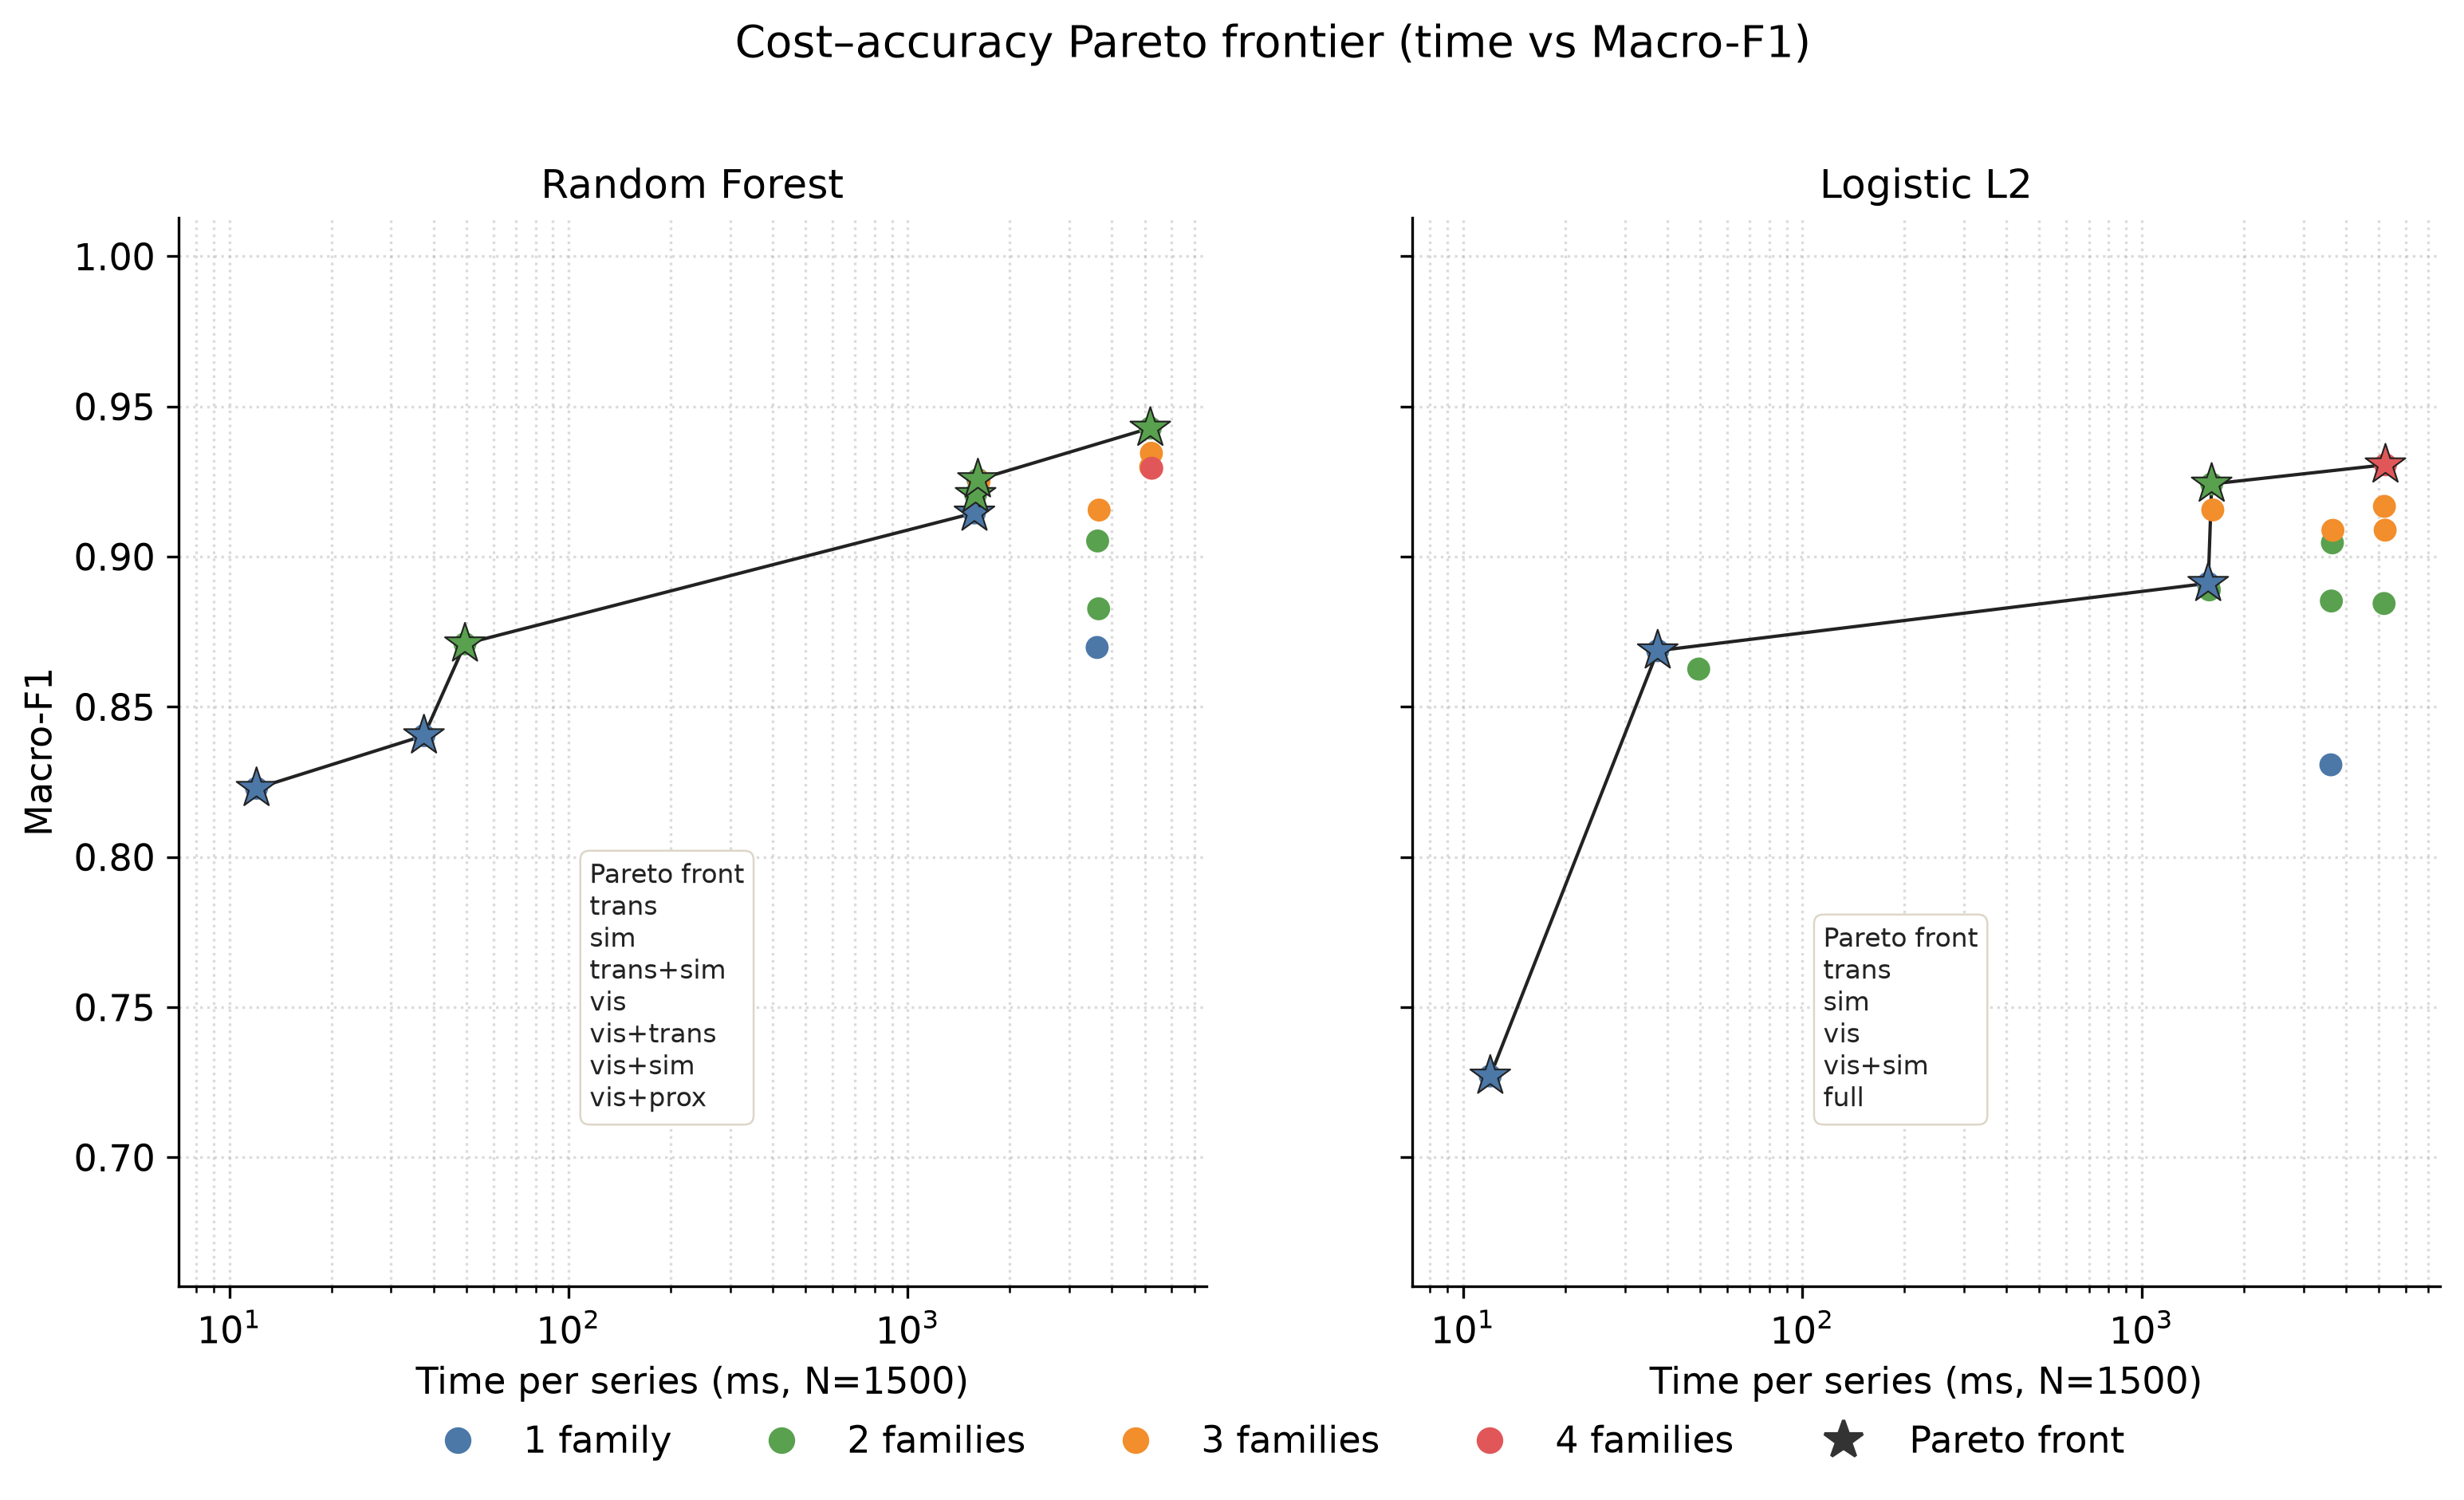 Cost–accuracy Pareto frontier (time vs Macro-F1)
Random Forest
Macro-F1
1.00
0.95
0.90
0.85
0.80
0.75
0.70
Pareto front
trans
sim
trans+sim
vis
vis+trans
vis+sim
vis+prox
10¹
10²
10³
Time per series (ms, N=1500)
Logistic L2
Pareto front
trans
sim
vis
vis+sim
full
10¹
10²
10³
Time per series (ms, N=1500)
1 family
2 families
3 families
4 families
Pareto front